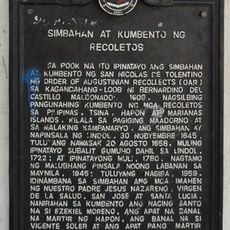 SIMBAHAN AT KUMBENTO NG
RECOLETOS
SA POOK NA ITO IPINATAYO ANG SIMBAHAN
AT KUMBENTO NG SAN NICOLAS DE TOLENTINO
NG ORDER OF AUGUSTINIAN RECOLLECTS (OAR) SA
KAGANDAHANG-LOOB NI BERNARDINO DEL
CASTILLO MALDONADO, 1608. NAGSILBING
PANGUNAHING KUMBENTO NG MGA RECOLETOS
SA PILIPINAS, TSINA, HAPON AT MARIANAS
ISLANDS. KILALA SA PAGIGING MAADORNO AT
SA MALAKING KAMPANARYO, ANG SIMBAHAN AY
NAPINSALA NG LINDOL, 30 NOBYEMBRE 1645.
TULUYANG NAWASAK, 20 AGOSTO 1658. MULING
IPINATAYO SUBALIT GUMUHO DAHIL SA LINDOL,
1722; AT IPINATAYONG MULI, 1780. NAGTAMO
NG MALUBHANG PINSALA NOONG LABANAN SA
MAYNILA, 1945; TULUYANG NAGIBA, 1959.
IDINAMBANA SA SIMBAHAN ANG MGA IMAHEN
NG NUESTRO PADRE JESUS NAZARENO, VIRGEN
DE LA SALUD, SAN JOSE AT SANTA LUCIA.
NANIRAHAN SA KUMBENTO ANG NAGING SANTO
NA SI EZEKIEL MORENO, ANG APAT NA BANAL
NA MARTIR NG HAPON, ANG BANAL NA SI
VICENTE SOLER AT ANG APAT PANG MARTIR